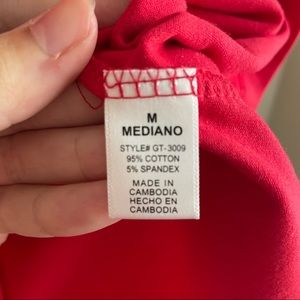 M
MEDIANO
STYLE# GT-3009
95% COTTON
5% SPANDEX
MADE IN
CAMBODIA
HECHO EN
CAMBODIA